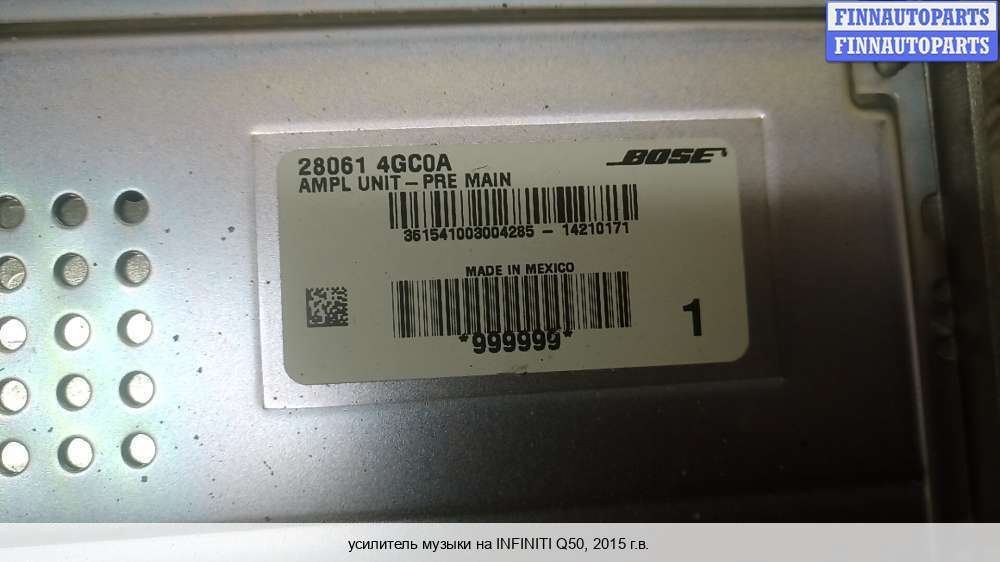 FINNAUTOPARTS
FINNAUTOPARTS
28061 4GC0A
BOSE
AMPL UNIT – PRE MAIN
361541003004285 – 14210171
MADE IN MEXICO
*999999*
1
усилитель музыки на INFINITI Q50, 2015 г.в.